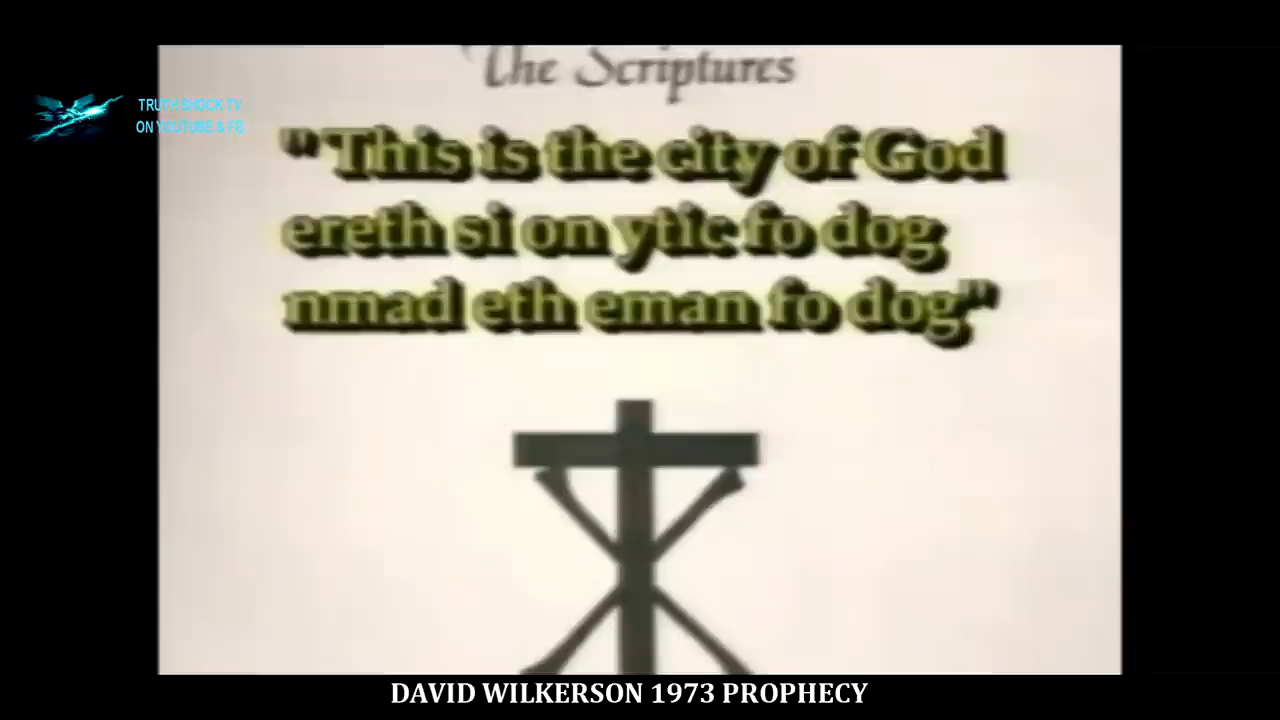 The Scriptures
TRUTH SHOCK TV
ON YOUTUBE & FB
"This is the city of God
ereth si on ytic fo dog
nmad eth eman fo dog"
DAVID WILKERSON 1973 PROPHECY